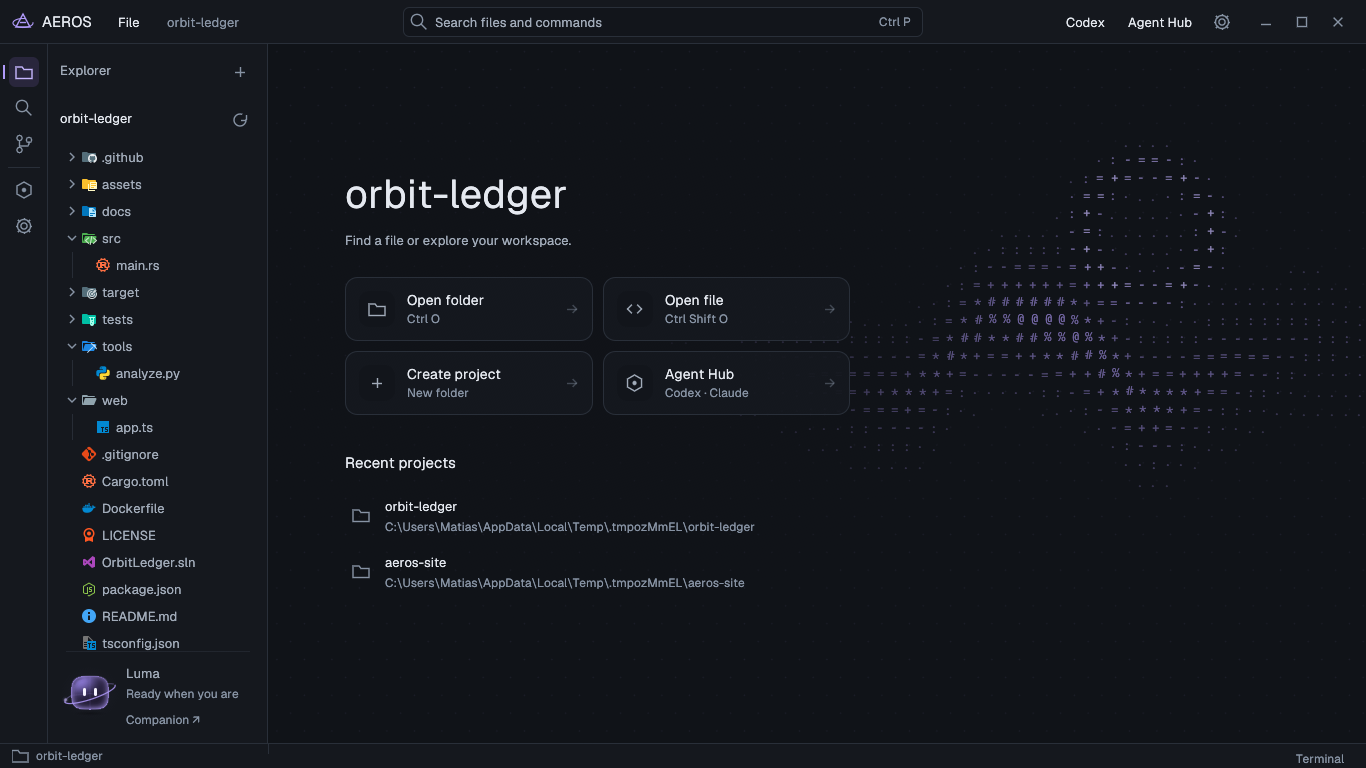 AEROS
File
orbit-ledger
Search files and commands
Ctrl P
Codex
Agent Hub
Explorer
orbit-ledger
.github
assets
docs
src
main.rs
target
tests
tools
analyze.py
web
app.ts
.gitignore
Cargo.toml
Dockerfile
LICENSE
OrbitLedger.sln
package.json
README.md
tsconfig.json
Luma
Ready when you are
Companion ↗
orbit-ledger
Find a file or explore your workspace.
Open folder
Ctrl O
Open file
Ctrl Shift O
Create project
New folder
Agent Hub
Codex · Claude
Recent projects
orbit-ledger
C:\Users\Matias\AppData\Local\Temp\.tmpozMmEL\orbit-ledger
aeros-site
C:\Users\Matias\AppData\Local\Temp\.tmpozMmEL\aeros-site
orbit-ledger
Terminal